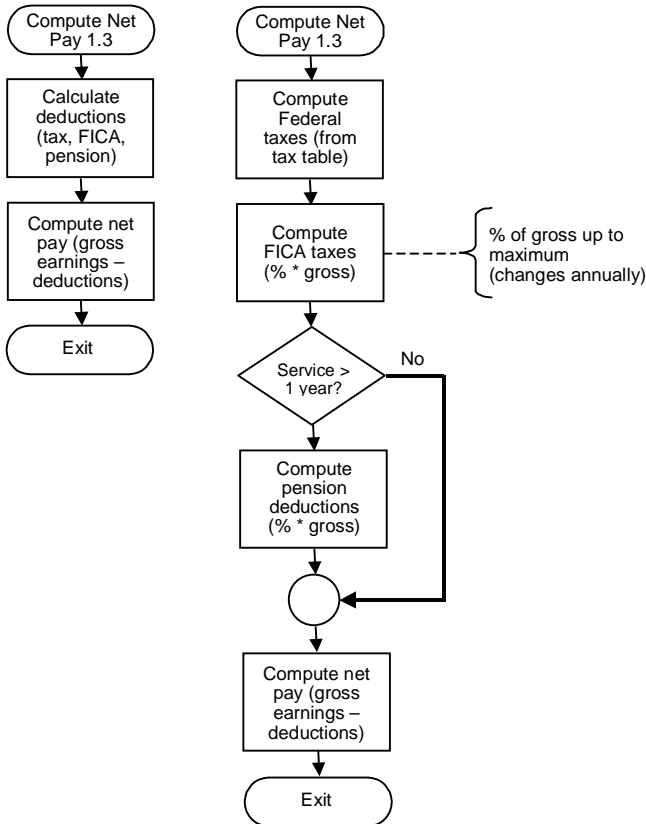 Compute Net
Pay 1.3
Calculate
deductions
(tax, FICA,
pension)
Compute net
pay (gross
earnings –
deductions)
Exit
Compute Net
Pay 1.3
Compute
Federal
taxes (from
tax table)
Compute
FICA taxes
(% * gross)
% of gross up to
maximum
(changes annually)
Service >
1 year?
No
Compute
pension
deductions
(% * gross)
Compute net
pay (gross
earnings –
deductions)
Exit